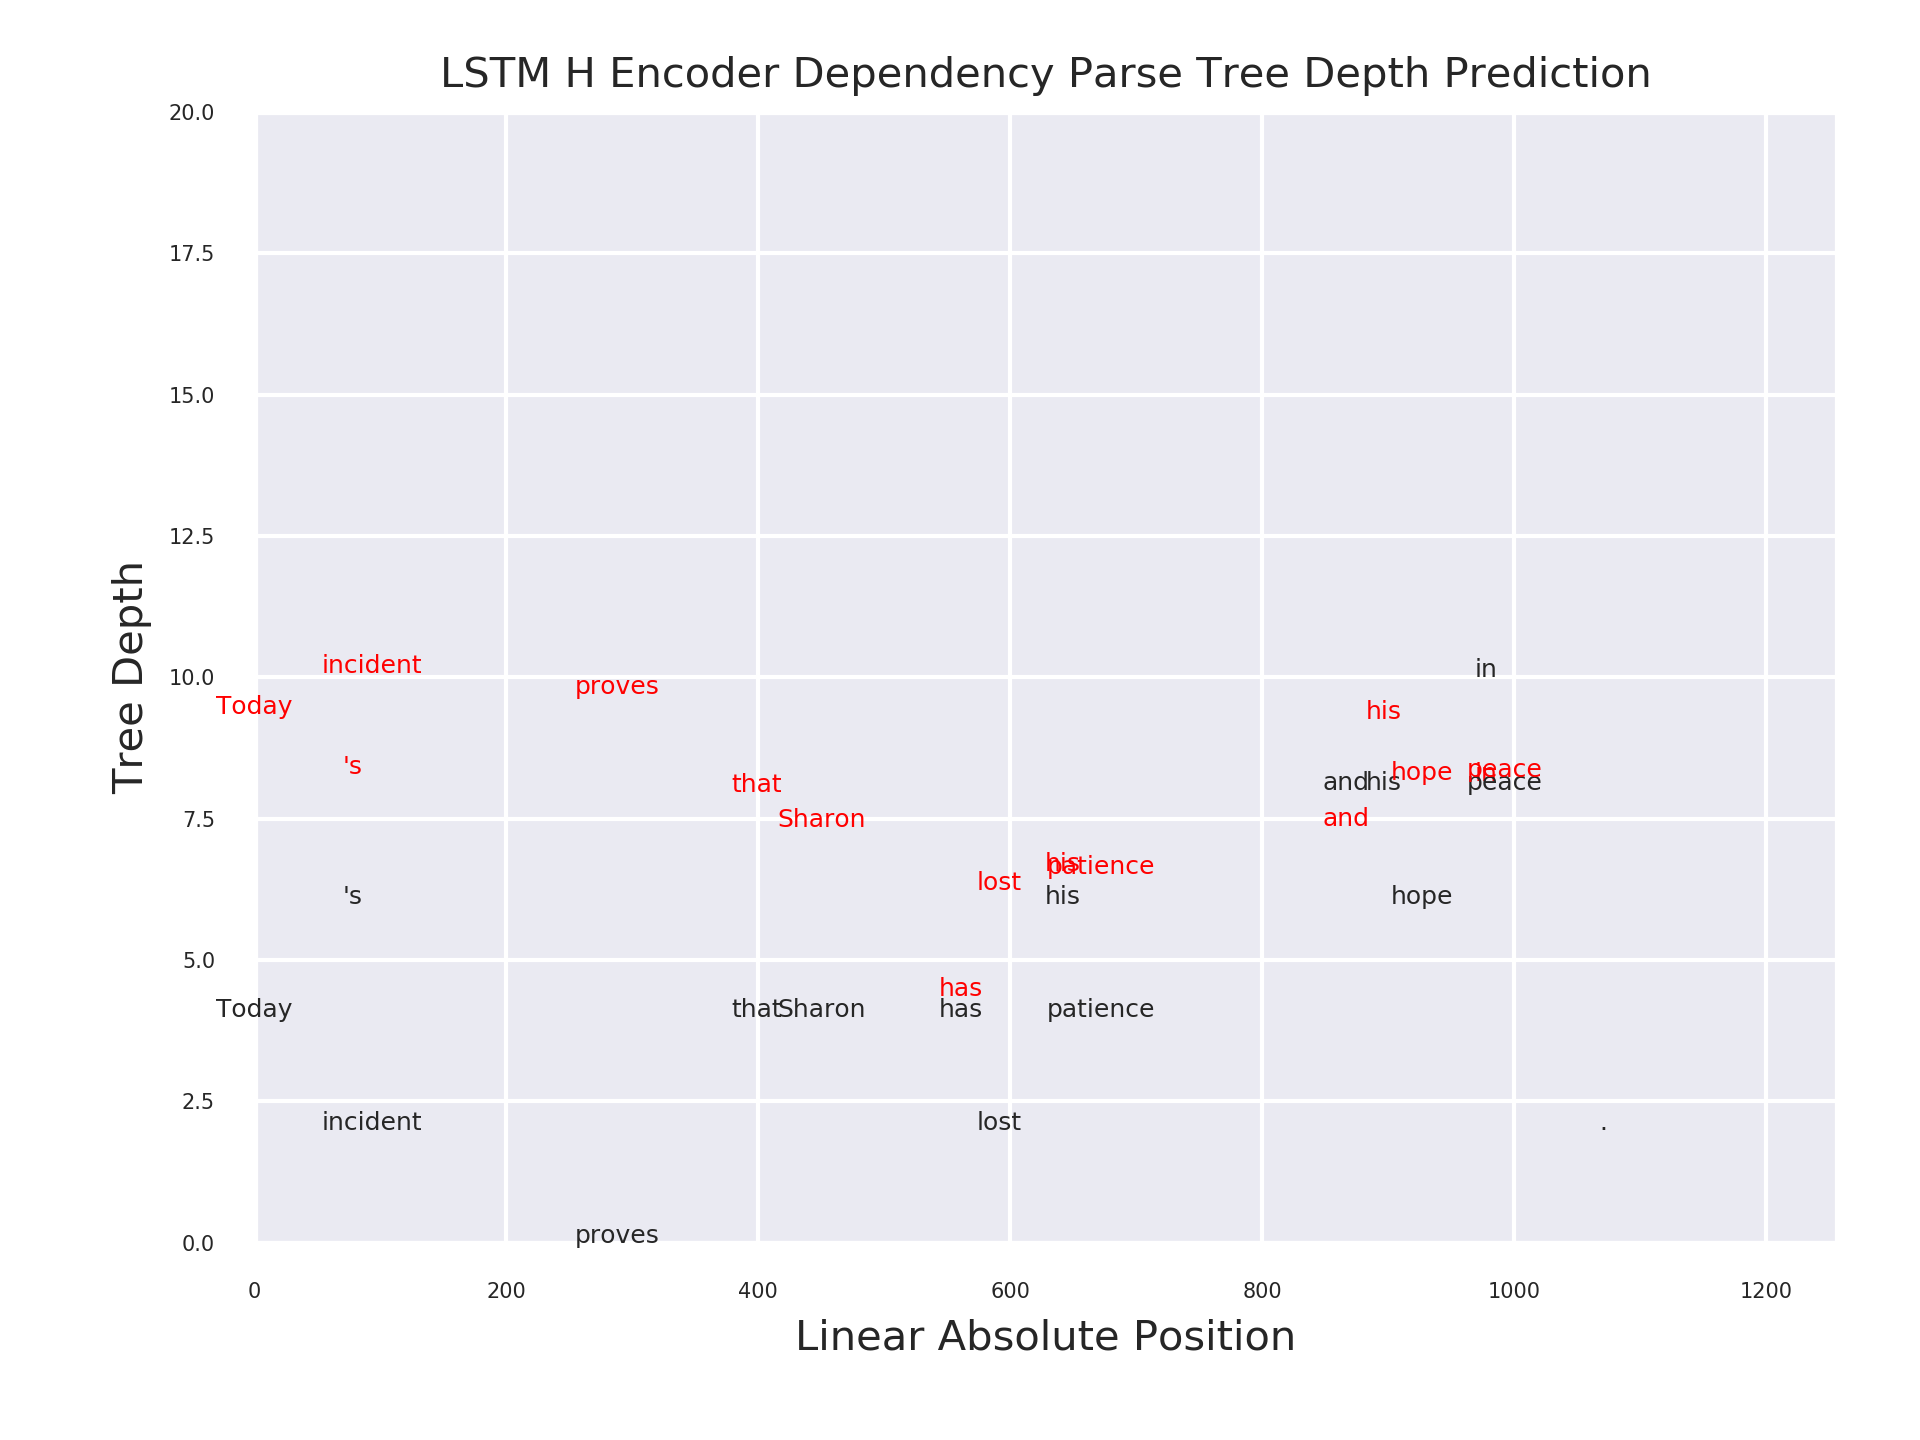 LSTM H Encoder Dependency Parse Tree Depth Prediction
20.0
17.5
15.0
12.5
10.0
7.5
5.0
2.5
0.0
Tree Depth
in
incident
proves
Today
his
's
that
hope
peace
in
and
his
peace
Sharon
and
his
patience
lost
's
his
hope
has
Today
that
Sharon
has
patience
incident
lost
.
proves
0
200
400
600
800
1000
1200
Linear Absolute Position